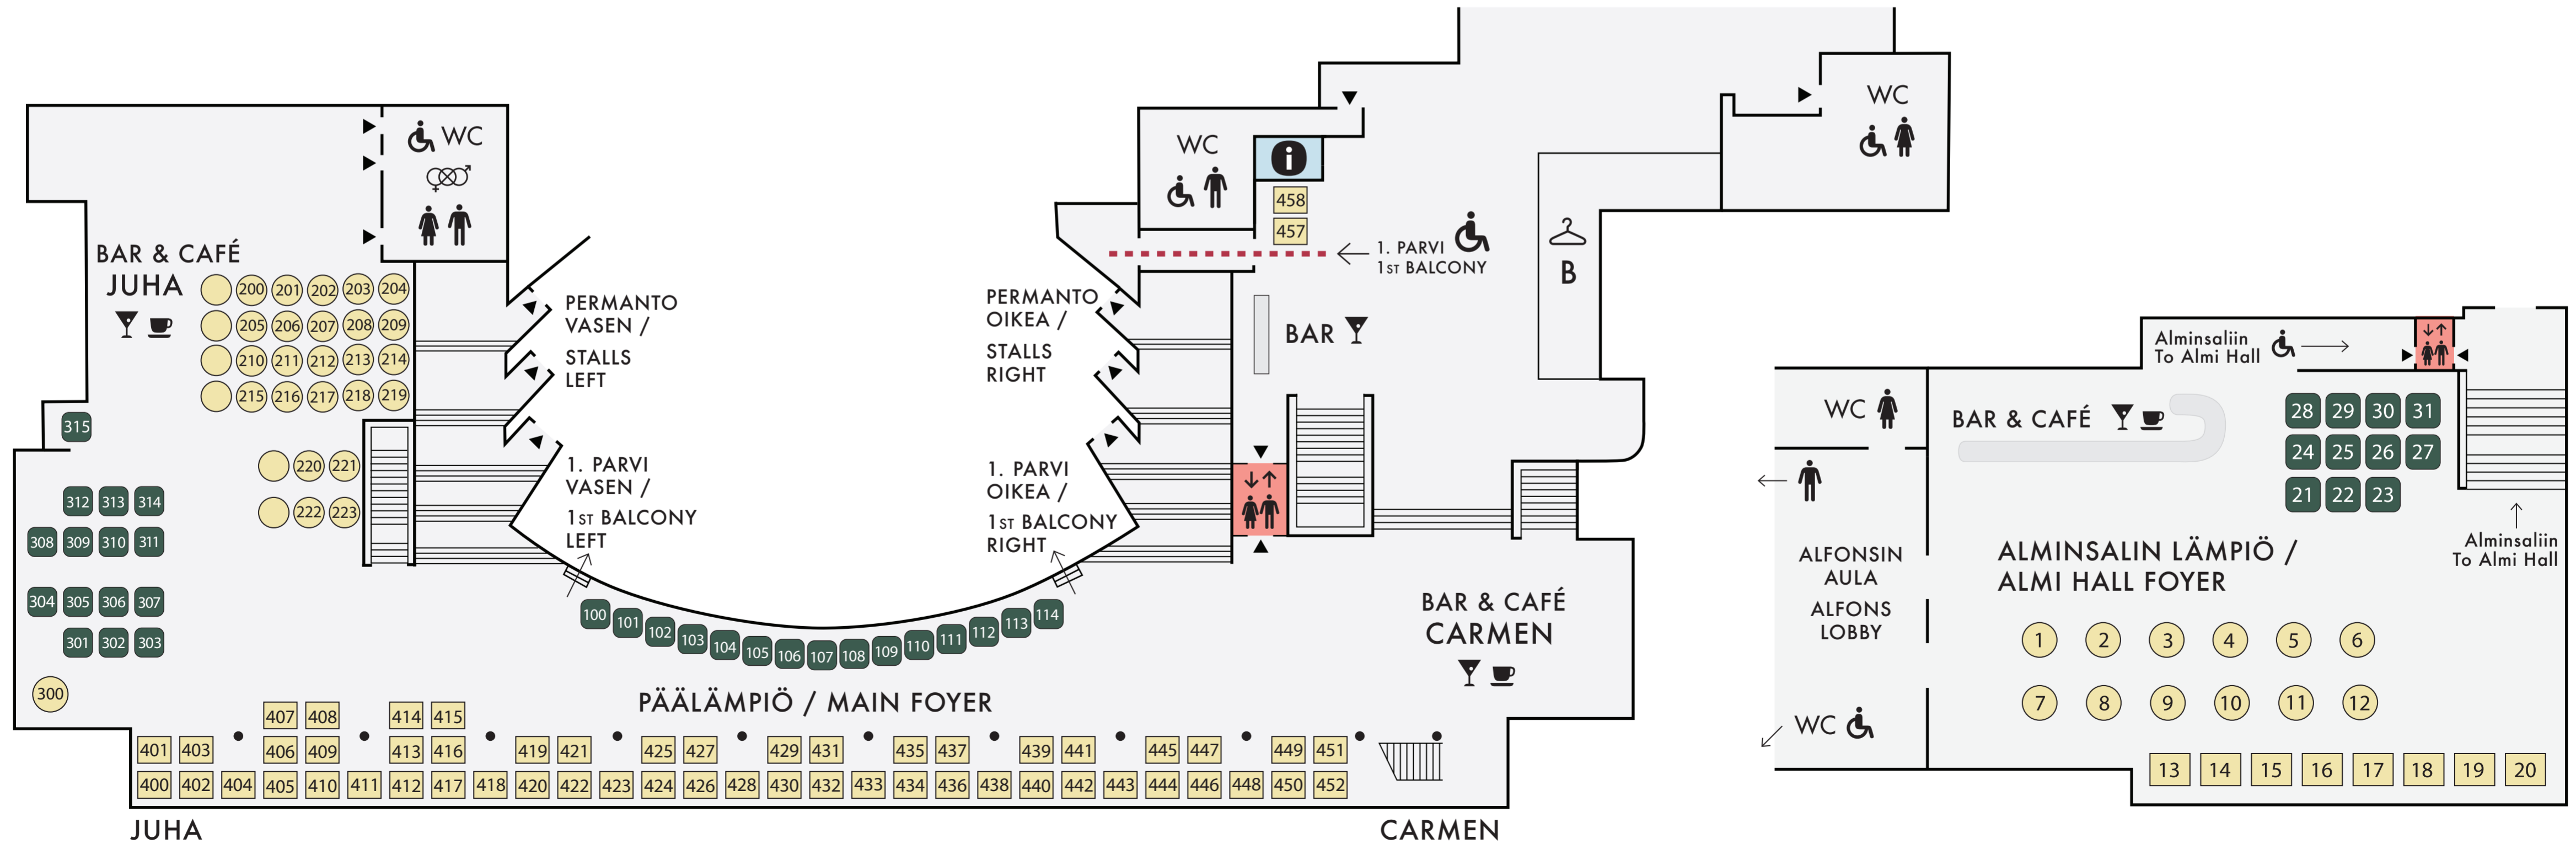 WC
BAR & CAFÉ
JUHA
200 201 202 203 204
205 206 207 208 209
210 211 212 213 214
215 216 217 218 219
220 221
222 223
315
312 313 314
308 309 310 311
304 305 306 307
301 302 303
300
PERMANTO
VASEN /
STALLS
LEFT
1. PARVI
VASEN /
1ST BALCONY
LEFT
PERMANTO
OIKEA /
STALLS
RIGHT
1. PARVI
OIKEA /
1ST BALCONY
RIGHT
WC
i
458
457
1. PARVI
1ST BALCONY
BAR
B
WC
100 101 102 103 104 105 106 107 108 109 110 111 112 113 114
BAR & CAFÉ
CARMEN
PÄÄLÄMPIÖ / MAIN FOYER
407 408 414 415
401 403 406 409 413 416 419 421 425 427 429 431 435 437 439 441 445 447 449 451
400 402 404 405 410 411 412 417 418 420 422 423 424 426 428 430 432 433 434 436 438 440 442 443 444 446 448 450 452
JUHA
CARMEN
Alminsaliin
To Almi Hall
WC
BAR & CAFÉ
28 29 30 31
24 25 26 27
21 22 23
Alminsaliin
To Almi Hall
ALFONSIN
AULA
ALFONS
LOBBY
WC
ALMINSALIN LÄMPIÖ /
ALMI HALL FOYER
1 2 3 4 5 6
7 8 9 10 11 12
13 14 15 16 17 18 19 20